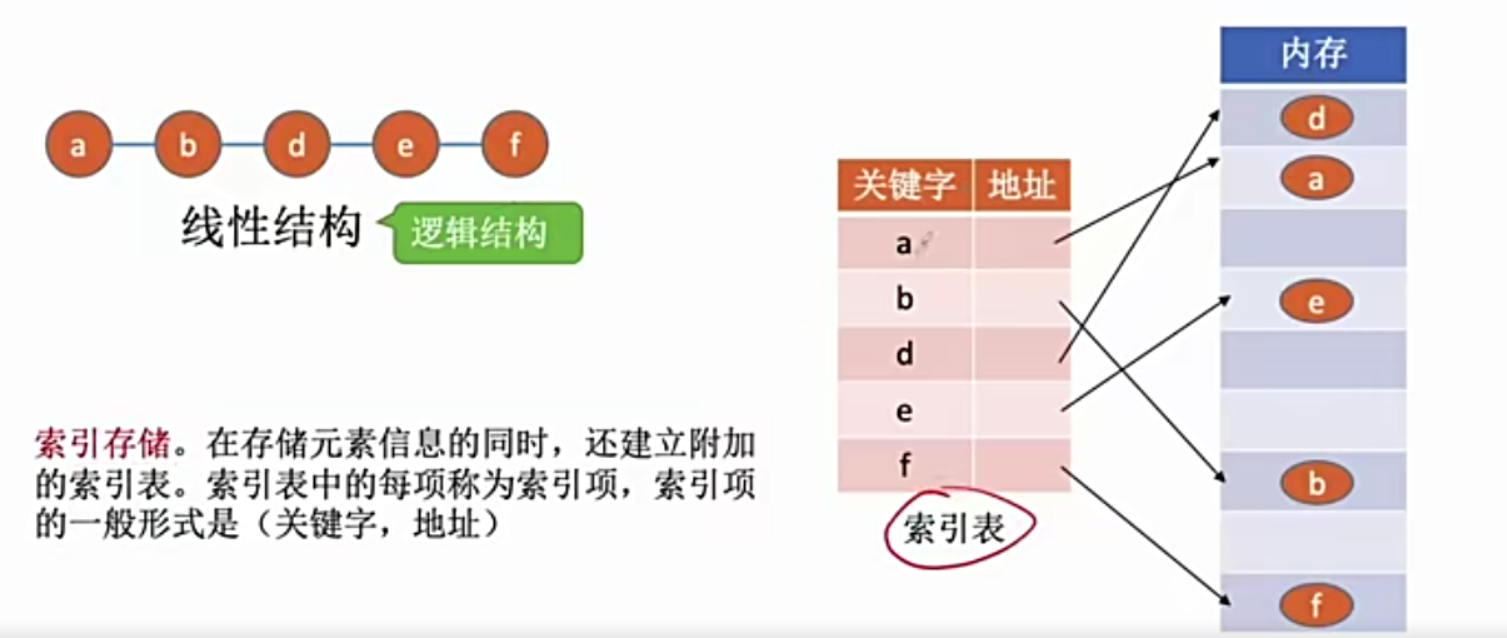 a b d e f
线性结构
逻辑结构
索引存储。在存储元素信息的同时，还建立附加
的索引表。索引表中的每项称为索引项，索引项
的一般形式是（关键字，地址）
关键字 地址
a
b
d
e
f
索引表
内存
d
a
e
b
f